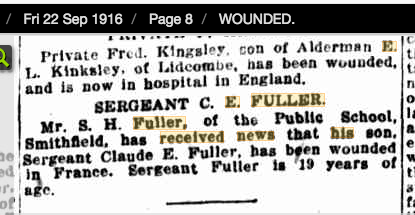 / Fri 22 Sep 1916 / Page 8 / WOUNDED.
Private Fred. Kingsley, son of Alderman E.
L. Kinksley, of Lidcombe, has been wounded,
and is now in hospital in England.
SERGEANT C. E. FULLER.
Mr. S. H. Fuller, of the Public School,
Smithfield, has received news that his son,
Sergeant Claude E. Fuller, has been wounded
in France. Sergeant Fuller is 19 years of
age.